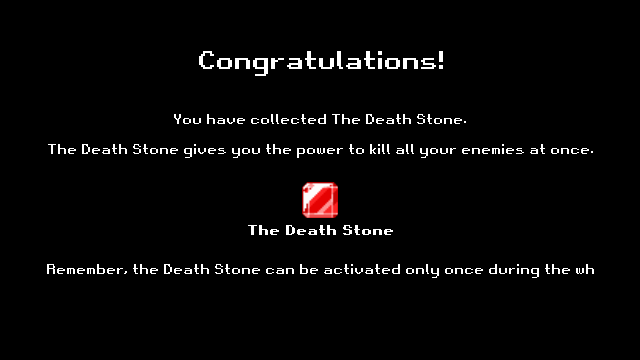 Congratulations!
You have collected The Death Stone.
The Death Stone gives you the power to kill all your enemies at once.
The Death Stone
Remember, the Death Stone can be activated only once during the wh